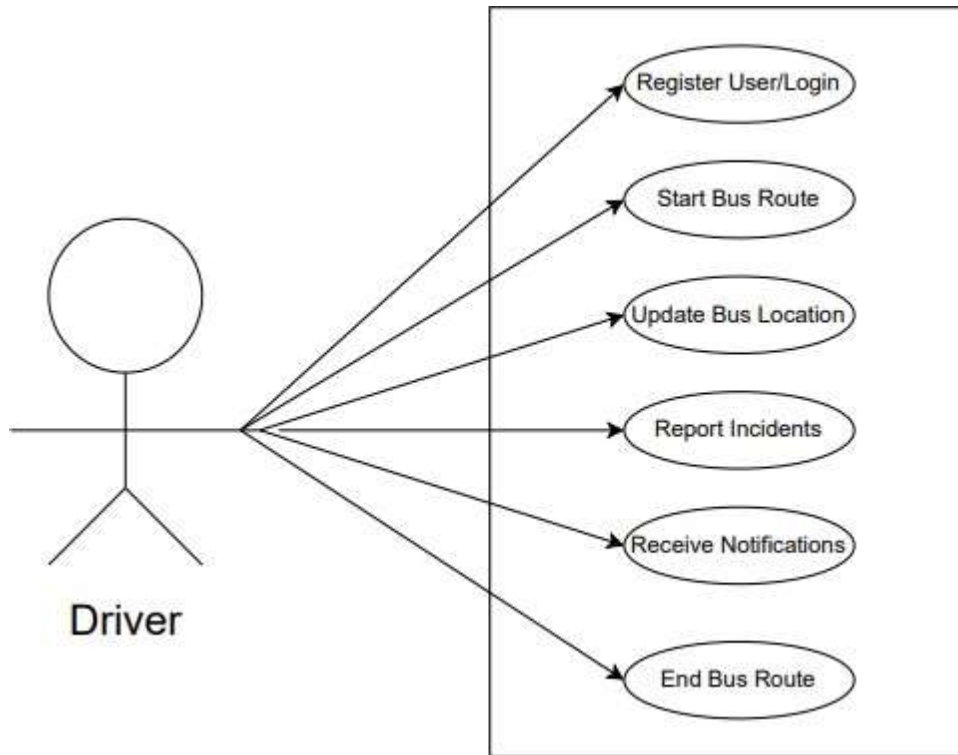 Register User/Login
Start Bus Route
Update Bus Location
Report Incidents
Receive Notifications
End Bus Route
Driver